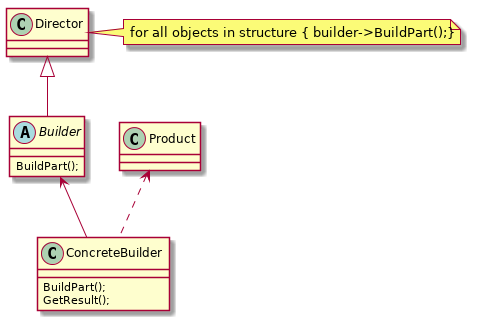 C Director
for all objects in structure { builder->BuildPart();}
A Builder
BuildPart();
C Product
C ConcreteBuilder
BuildPart();
GetResult();